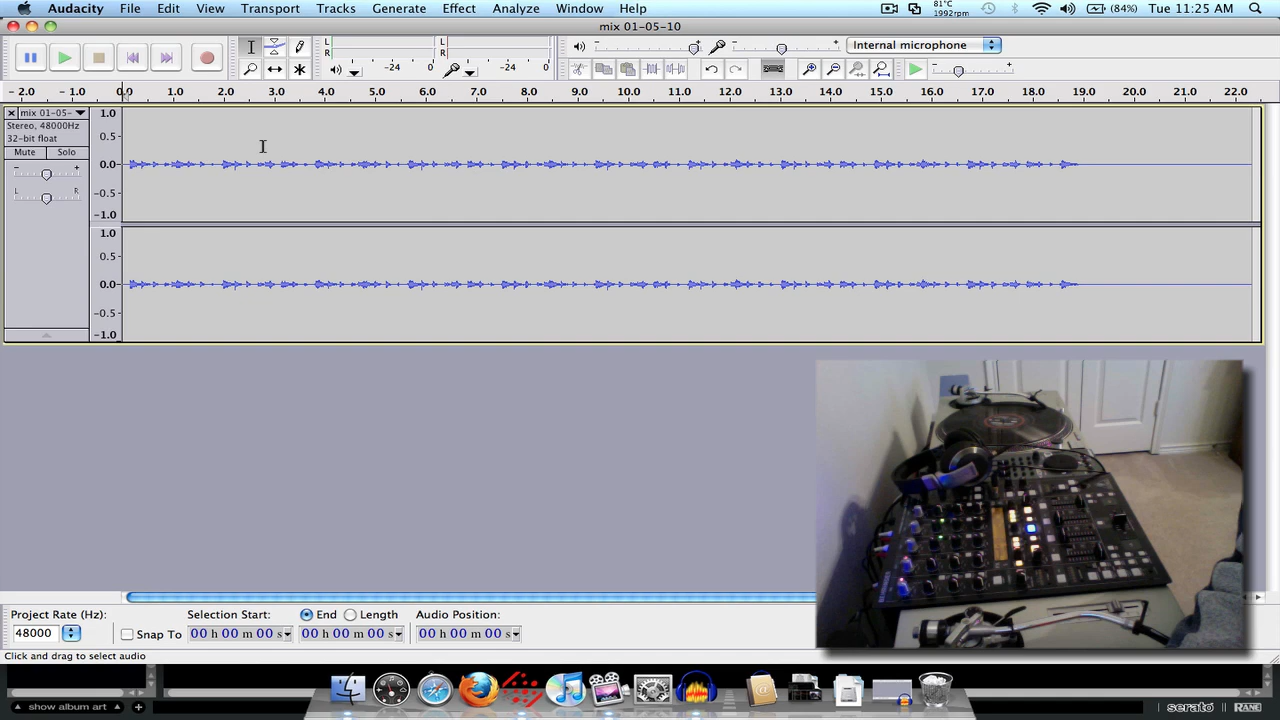 Audacity File Edit View Transport Tracks Generate Effect Analyze Window Help 81°C 1992rpm (84%) Tue 11:25 AM
mix 01-05-10
L R -24 0 L R -24 0 Internal microphone
- 2.0 - 1.0 0.0 1.0 2.0 3.0 4.0 5.0 6.0 7.0 8.0 9.0 10.0 11.0 12.0 13.0 14.0 15.0 16.0 17.0 18.0 19.0 20.0 21.0 22.0
mix 01-05-
Stereo, 48000Hz
32-bit float
Mute Solo
- +
L R
1.0
0.5
0.0
-0.5
-1.0
1.0
0.5
0.0
-0.5
-1.0
Project Rate (Hz): Selection Start: End Length Audio Position:
48000 Snap To 00 h 00 m 00 s 00 h 00 m 00 s 00 h 00 m 00 s
Click and drag to select audio
show album art + serato RANE